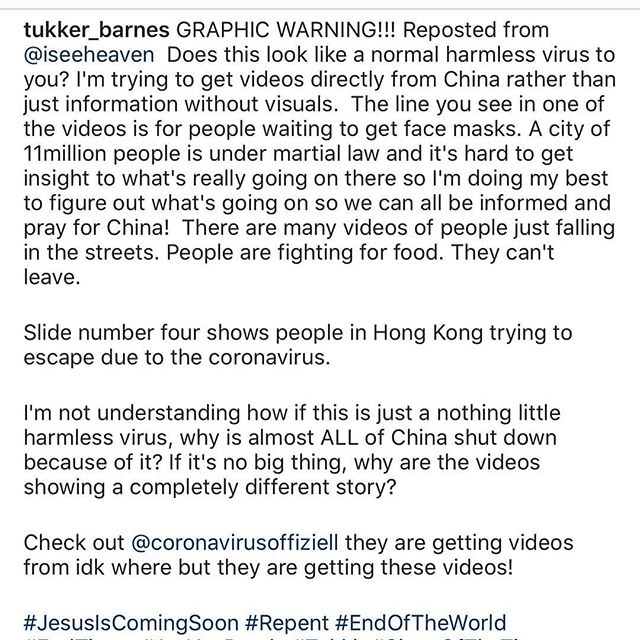 tukker_barnes GRAPHIC WARNING!!! Reposted from
@iseeheaven Does this look like a normal harmless virus to
you? I'm trying to get videos directly from China rather than
just information without visuals. The line you see in one of
the videos is for people waiting to get face masks. A city of
11million people is under martial law and it's hard to get
insight to what's really going on there so I'm doing my best
to figure out what's going on so we can all be informed and
pray for China! There are many videos of people just falling
in the streets. People are fighting for food. They can't
leave.
Slide number four shows people in Hong Kong trying to
escape due to the coronavirus.
I'm not understanding how if this is just a nothing little
harmless virus, why is almost ALL of China shut down
because of it? If it's no big thing, why are the videos
showing a completely different story?
Check out @coronavirusoffiziell they are getting videos
from idk where but they are getting these videos!
#JesusIsComingSoon #Repent #EndOfTheWorld